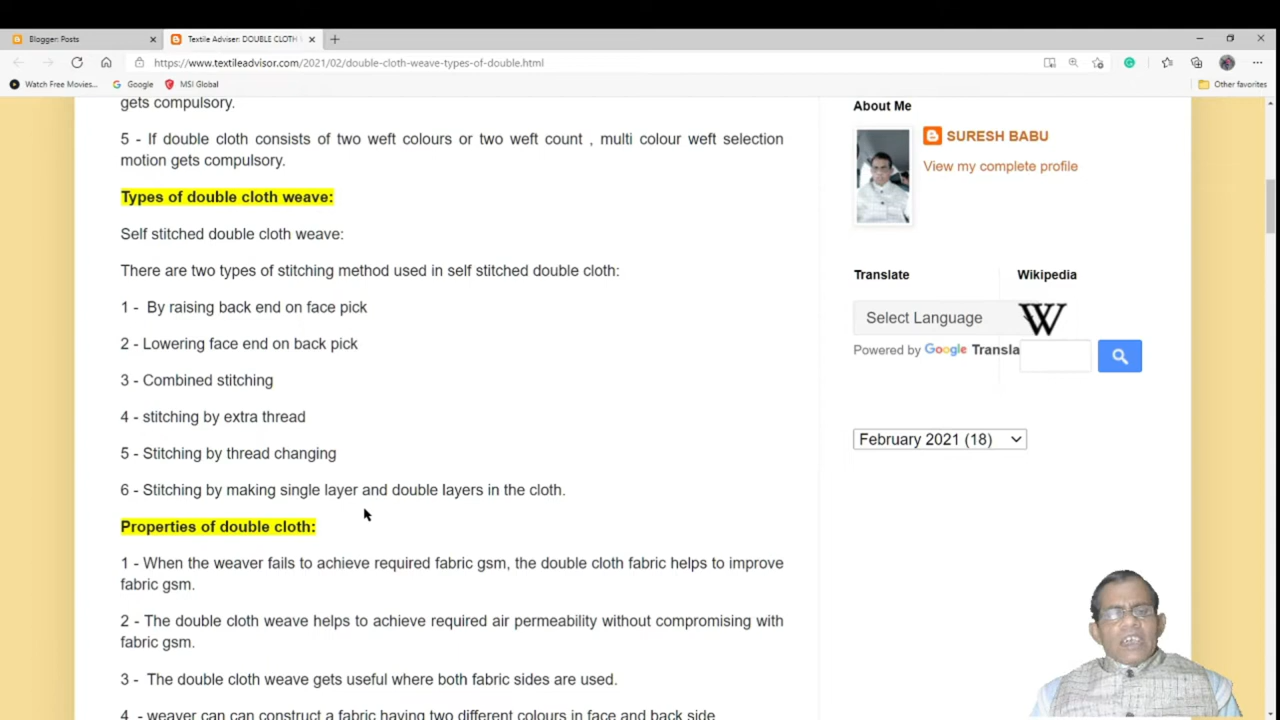 Blogger: Posts
Textile Adviser: DOUBLE CLOTH
https://www.textileadvisor.com/2021/02/double-cloth-weave-types-of-double.html
Watch Free Movies...
Google
MSI Global
Other favorites
gets compulsory.
5 - If double cloth consists of two weft colours or two weft count , multi colour weft selection
motion gets compulsory.
Types of double cloth weave:
Self stitched double cloth weave:
There are two types of stitching method used in self stitched double cloth:
1 - By raising back end on face pick
2 - Lowering face end on back pick
3 - Combined stitching
4 - stitching by extra thread
5 - Stitching by thread changing
6 - Stitching by making single layer and double layers in the cloth.
Properties of double cloth:
1 - When the weaver fails to achieve required fabric gsm, the double cloth fabric helps to improve
fabric gsm.
2 - The double cloth weave helps to achieve required air permeability without compromising with
fabric gsm.
3 - The double cloth weave gets useful where both fabric sides are used.
4 - weaver can can construct a fabric having two different colours in face and back side
About Me
SURESH BABU
View my complete profile
Translate
Wikipedia
Select Language
W
Powered by Google Transla
February 2021 (18)